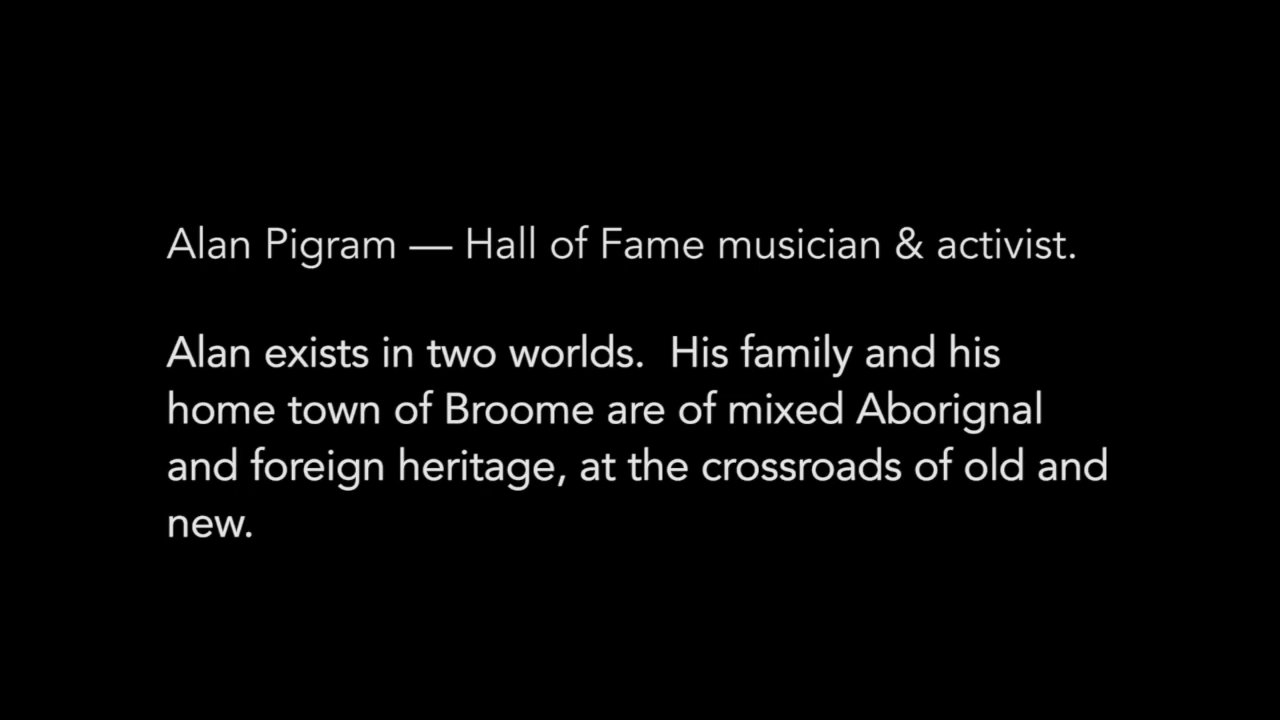 Alan Pigram — Hall of Fame musician & activist.
Alan exists in two worlds.  His family and his
home town of Broome are of mixed Aborignal
and foreign heritage, at the crossroads of old and
new.